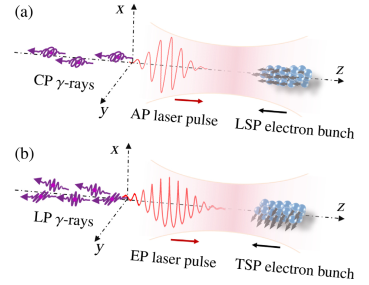 (a)
x
z
CP γ-rays
y
AP laser pulse
LSP electron bunch
(b)
x
z
LP γ-rays
y
EP laser pulse
TSP electron bunch